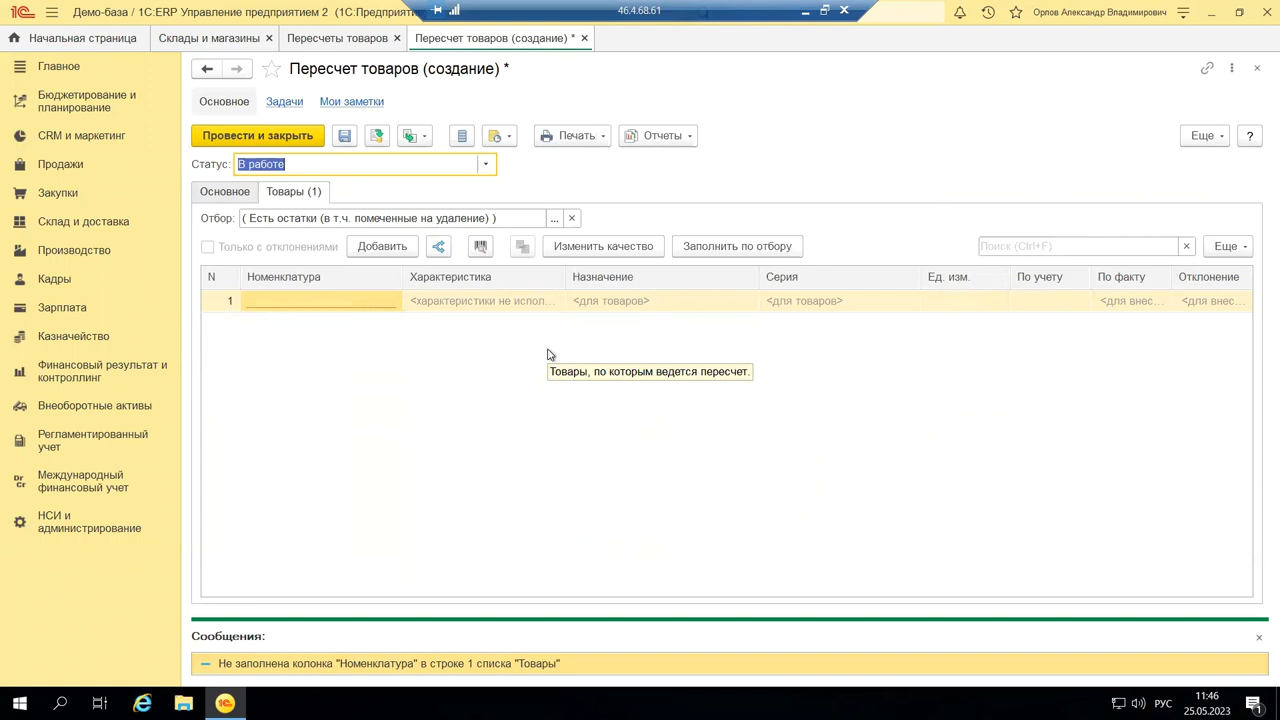 Демо-база / 1С:ERP Управление предприятием 2 (1С:Предприятие
46.4.68.61
Орлов Александр Владимирович
Начальная страница
Склады и магазины
Пересчеты товаров
Пересчет товаров (создание) *
Главное
Бюджетирование и
планирование
CRM и маркетинг
Продажи
Закупки
Склад и доставка
Производство
Кадры
Зарплата
Казначейство
Финансовый результат и
контроллинг
Внеоборотные активы
Регламентированный
учет
Международный
финансовый учет
НСИ и
администрирование
Пересчет товаров (создание) *
Основное Задачи Мои заметки
Провести и закрыть Печать Отчеты Еще ?
Статус: В работе
Основное Товары (1)
Отбор: ( Есть остатки (в т.ч. помеченные на удаление) ) ...
Только с отклонениями Добавить Изменить качество Заполнить по отбору Поиск (Ctrl+F) Еще
N Номенклатура Характеристика Назначение Серия Ед. изм. По учету По факту Отклонение
1 <характеристики не испол... <для товаров> <для товаров> <для внес... <для внес...
Товары, по которым ведется пересчет.
Сообщения:
Не заполнена колонка "Номенклатура" в строке 1 списка "Товары"
РУС
11:46
25.05.2023
1